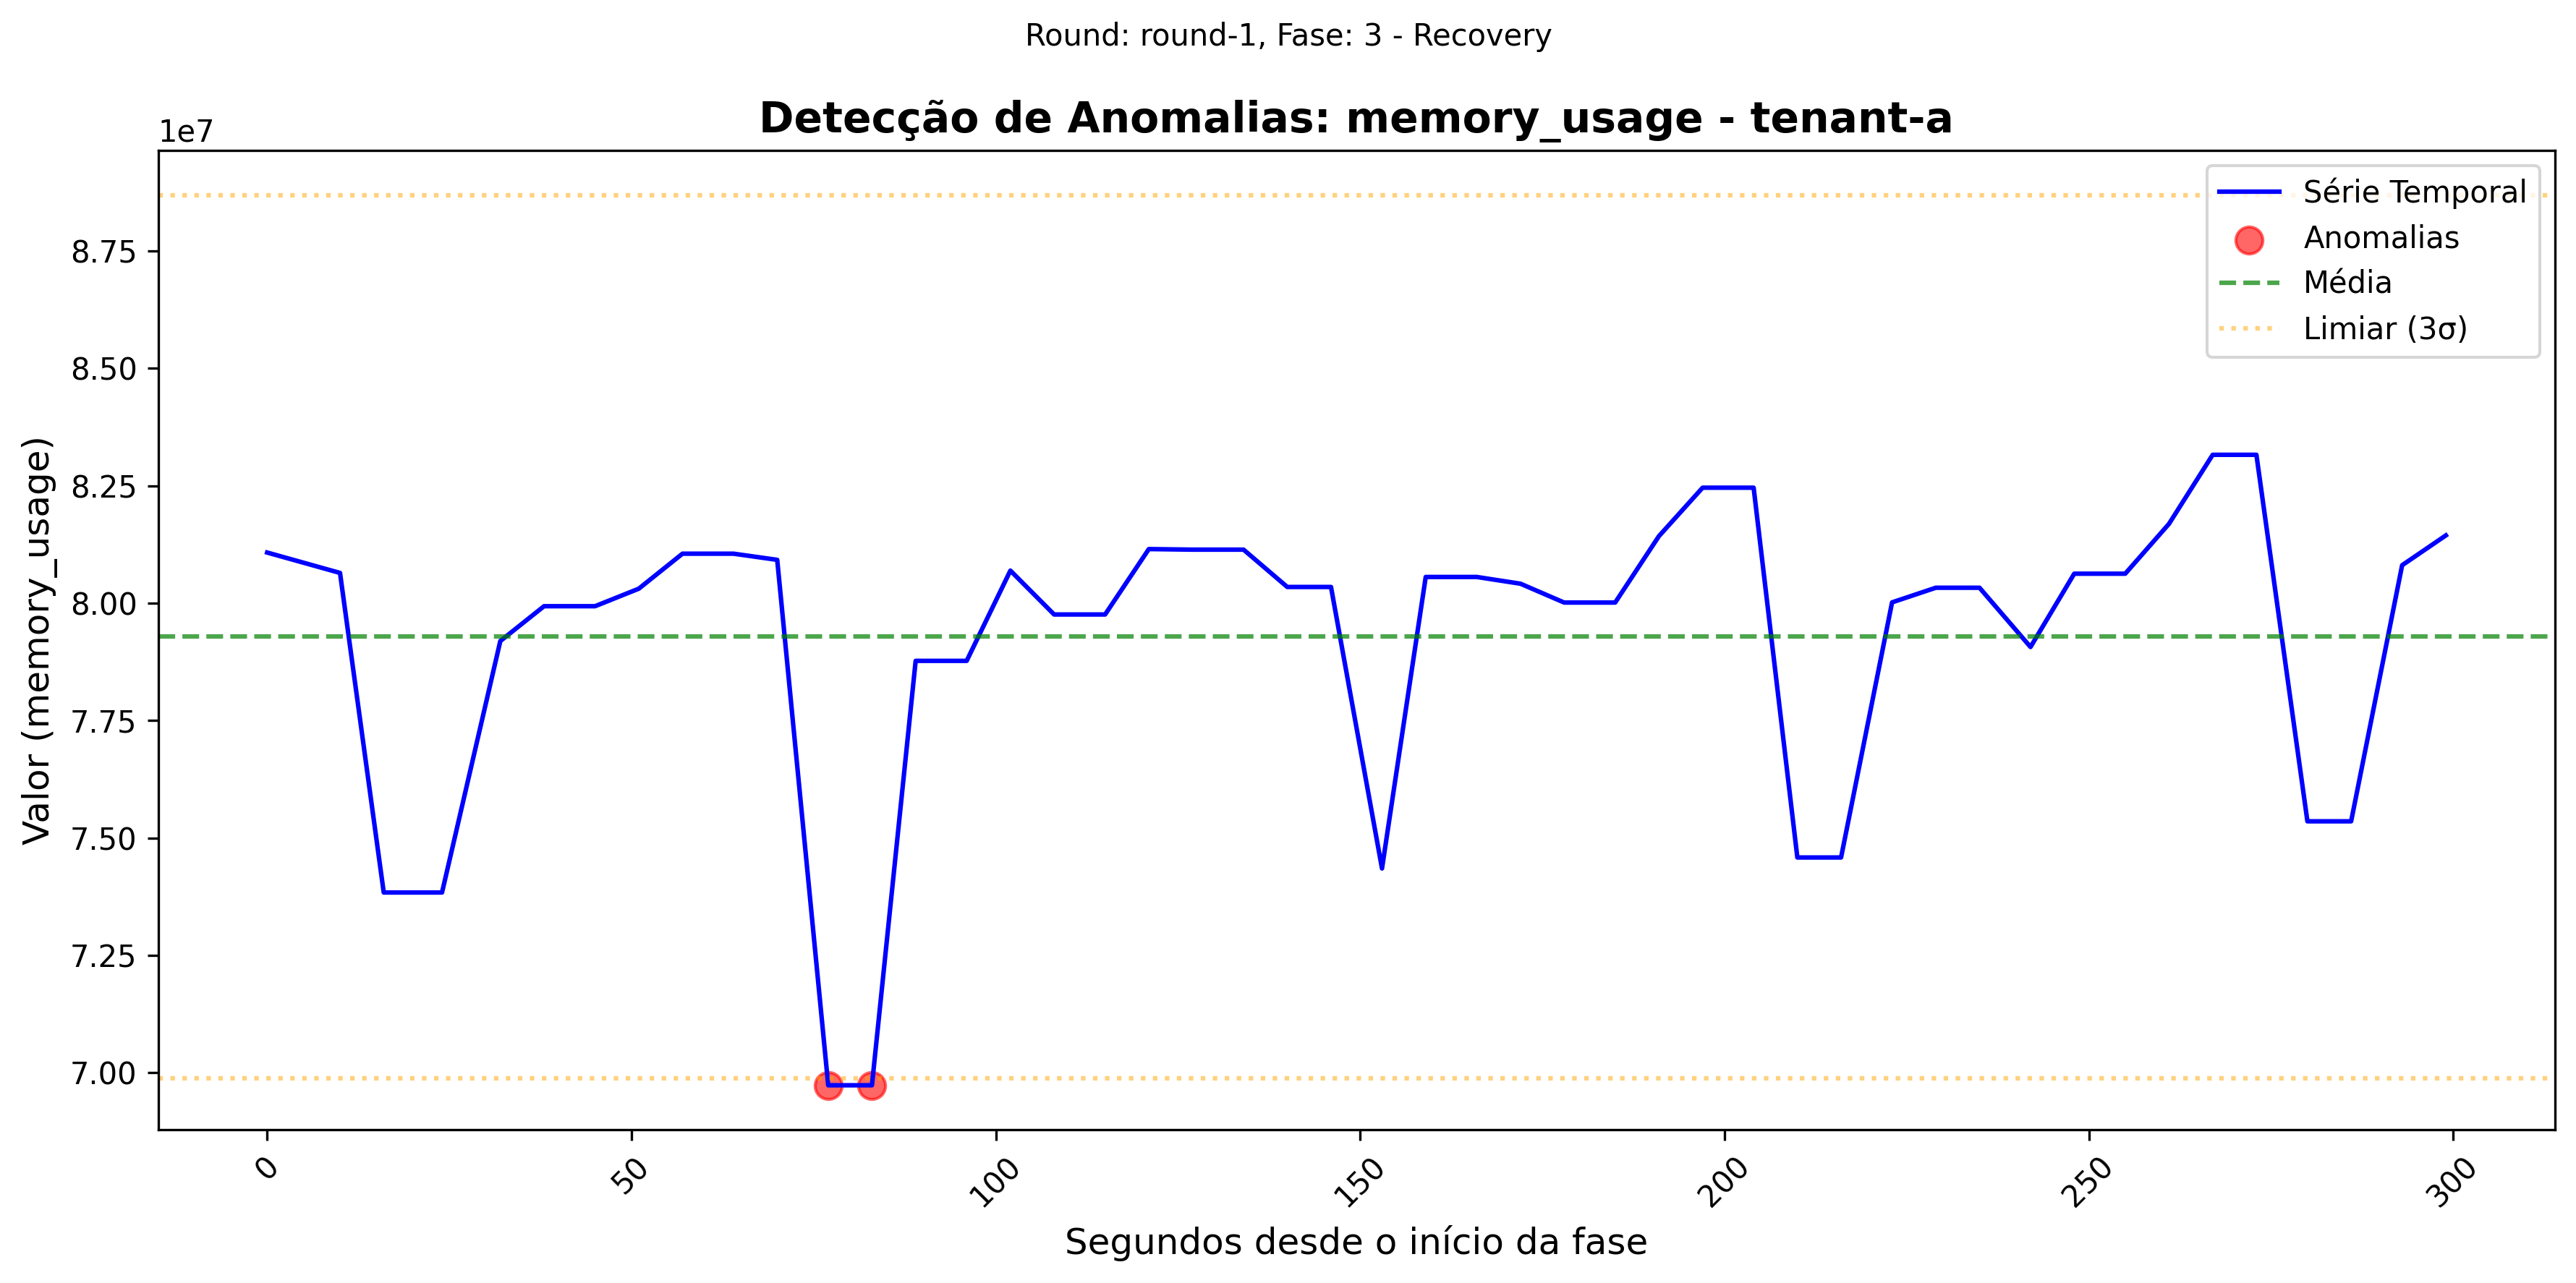 Round: round-1, Fase: 3 - Recovery
Detecção de Anomalias: memory_usage - tenant-a
1e7
Série Temporal
Anomalias
Média
Limiar (3σ)
8.75
8.50
8.25
8.00
7.75
7.50
7.25
7.00
Valor (memory_usage)
0
50
100
150
200
250
300
Segundos desde o início da fase